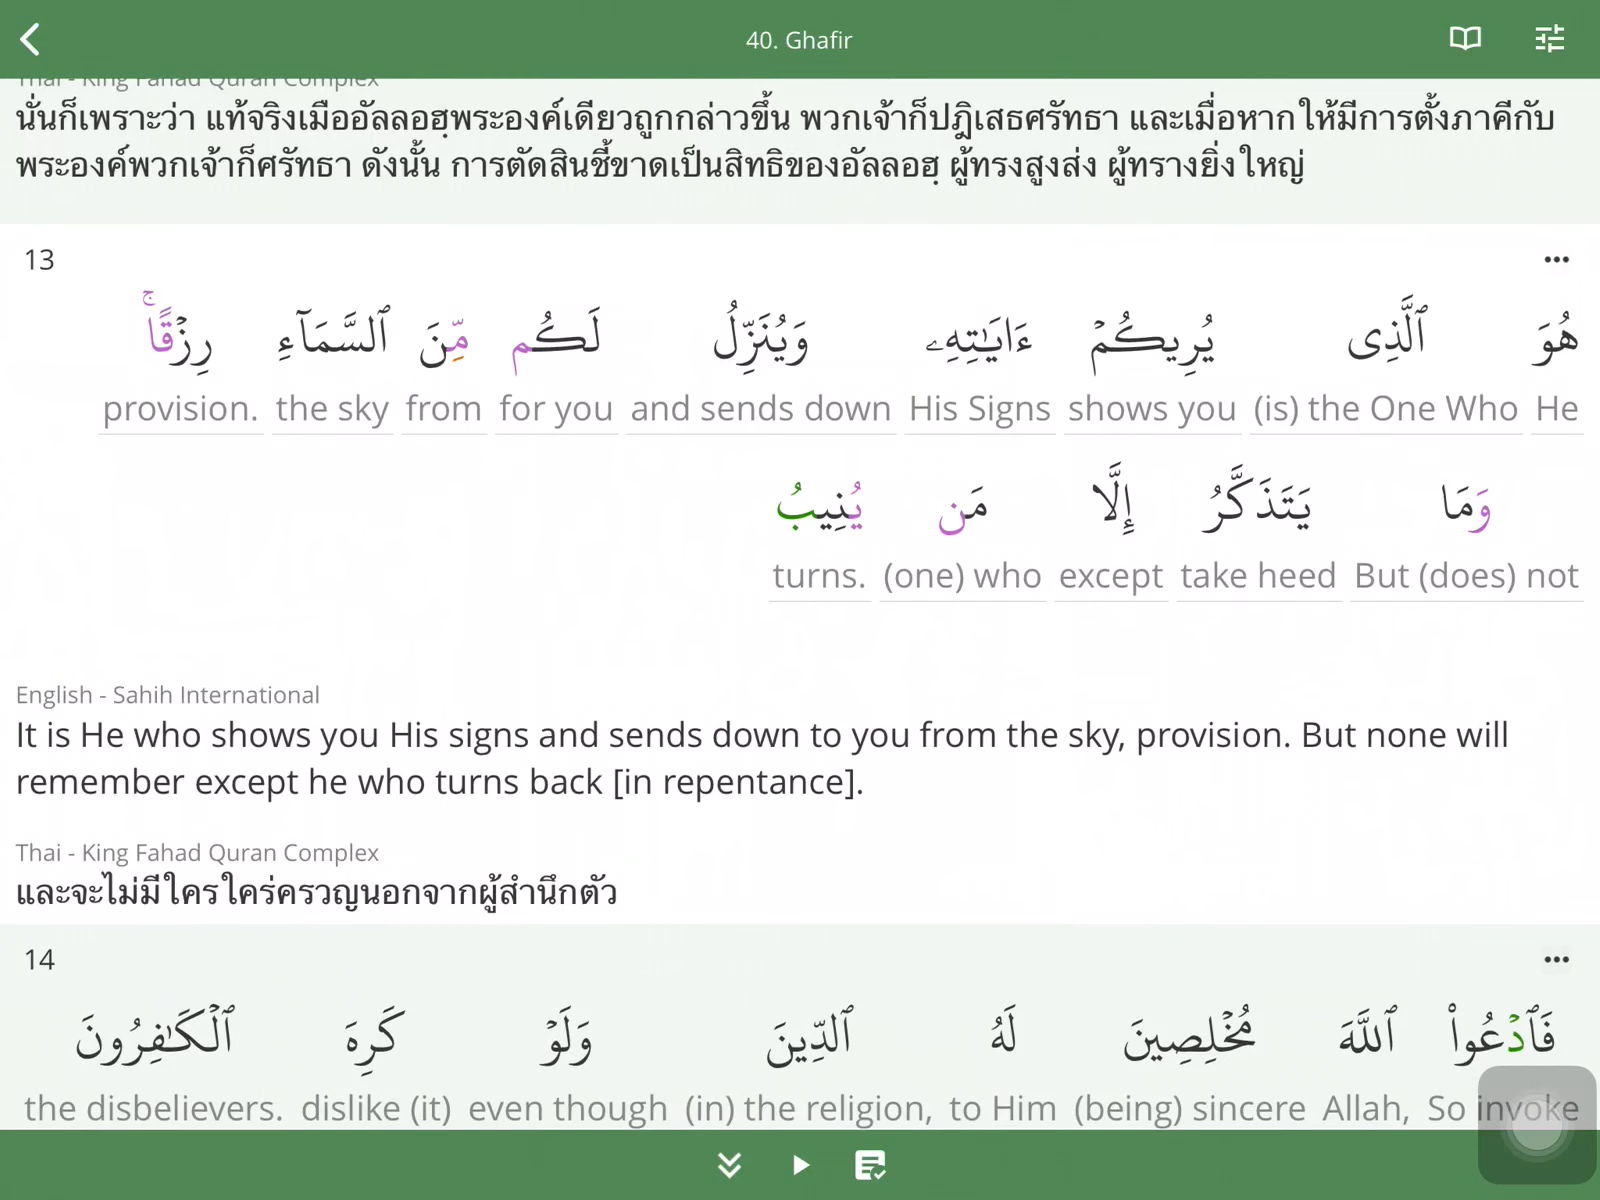 40. Ghafir
Thai - King Fahad Quran Complex
นั่นก็เพราะว่า แท้จริงเมืออัลลอฮฺพระองค์เดียวถูกกล่าวขึ้น พวกเจ้าก็ปฎิเสธศรัทธา และเมื่อหากให้มีการตั้งภาคีกับ
พระองค์พวกเจ้าก็ศรัทธา ดังนั้น การตัดสินชี้ขาดเป็นสิทธิของอัลลอฮฺ ผู้ทรงสูงส่ง ผู้ทรางยิ่งใหญ่
13
هُوَ ٱلَّذِى يُرِيكُمۡ ءَايَـٰتِهِۦ وَيُنَزِّلُ لَكُم مِّنَ ٱلسَّمَآءِ رِزۡقًاۚ
provision. the sky from for you and sends down His Signs shows you (is) the One Who He
وَمَا يَتَذَكَّرُ إِلَّا مَن يُنِيبُ
turns. (one) who except take heed But (does) not
English - Sahih International
It is He who shows you His signs and sends down to you from the sky, provision. But none will
remember except he who turns back [in repentance].
Thai - King Fahad Quran Complex
และจะไม่มีใครใคร่ครวญนอกจากผู้สำนึกตัว
14
فَٱدۡعُواْ ٱللَّهَ مُخۡلِصِينَ لَهُ ٱلدِّينَ وَلَوۡ كَرِهَ ٱلۡكَـٰفِرُونَ
the disbelievers. dislike (it) even though (in) the religion, to Him (being) sincere Allah, So invoke